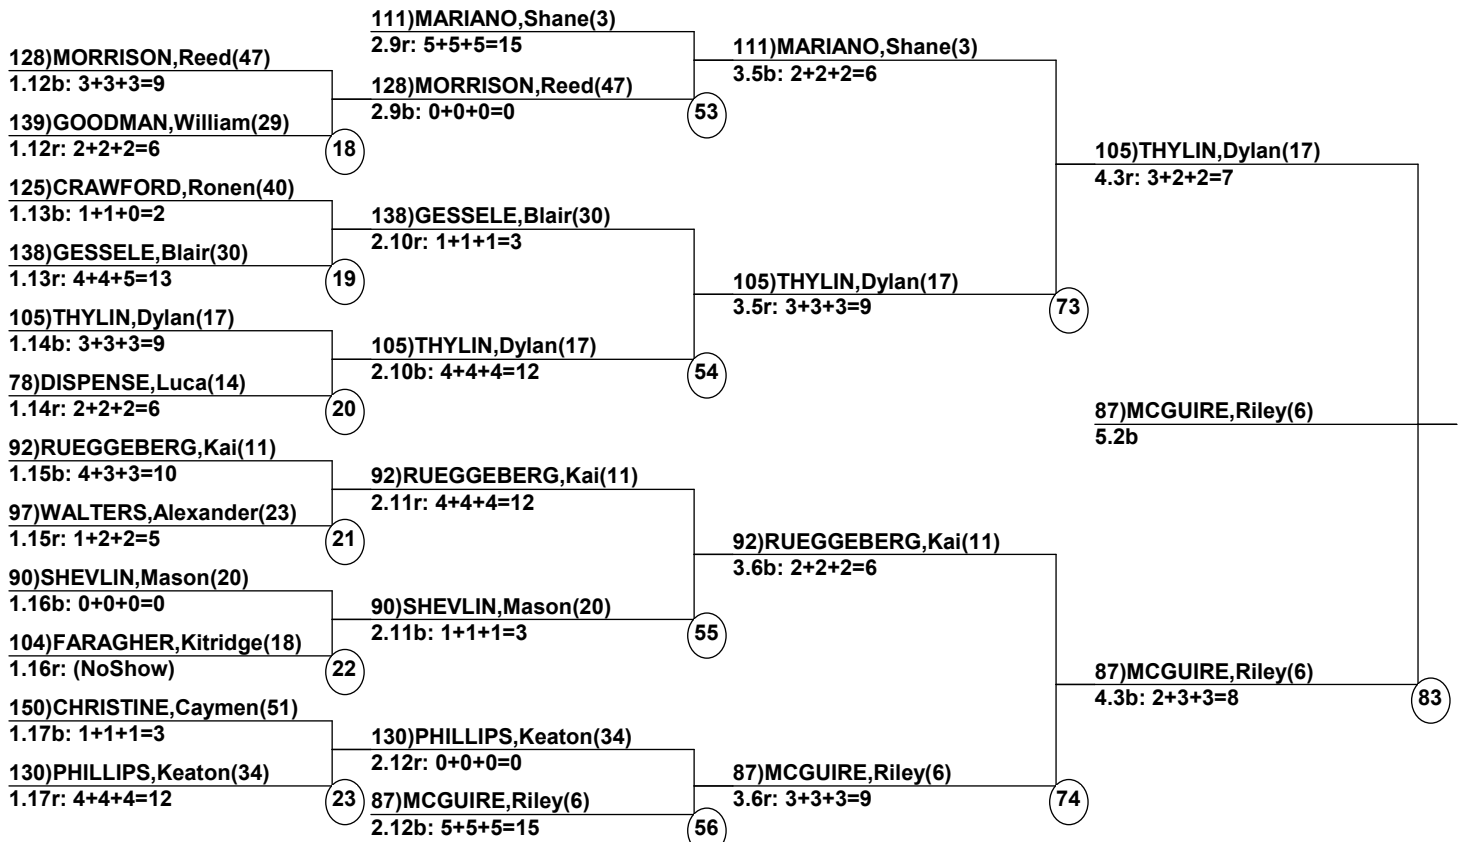 128)MORRISON,Reed(47)
1.12b: 3+3+3=9
139)GOODMAN,William(29)
1.12r: 2+2+2=6
18
125)CRAWFORD,Ronen(40)
1.13b: 1+1+0=2
138)GESSELE,Blair(30)
1.13r: 4+4+5=13
19
105)THYLIN,Dylan(17)
1.14b: 3+3+3=9
78)DISPENSE,Luca(14)
1.14r: 2+2+2=6
20
92)RUEGGEBERG,Kai(11)
1.15b: 4+3+3=10
97)WALTERS,Alexander(23)
1.15r: 1+2+2=5
21
90)SHEVLIN,Mason(20)
1.16b: 0+0+0=0
104)FARAGHER,Kitridge(18)
1.16r: (NoShow)
22
150)CHRISTINE,Caymen(51)
1.17b: 1+1+1=3
130)PHILLIPS,Keaton(34)
1.17r: 4+4+4=12
23
111)MARIANO,Shane(3)
2.9r: 5+5+5=15
128)MORRISON,Reed(47)
2.9b: 0+0+0=0
53
138)GESSELE,Blair(30)
2.10r: 1+1+1=3
105)THYLIN,Dylan(17)
2.10b: 4+4+4=12
54
92)RUEGGEBERG,Kai(11)
2.11r: 4+4+4=12
90)SHEVLIN,Mason(20)
2.11b: 1+1+1=3
55
130)PHILLIPS,Keaton(34)
2.12r: 0+0+0=0
87)MCGUIRE,Riley(6)
2.12b: 5+5+5=15
56
111)MARIANO,Shane(3)
3.5b: 2+2+2=6
105)THYLIN,Dylan(17)
3.5r: 3+3+3=9
73
92)RUEGGEBERG,Kai(11)
3.6b: 2+2+2=6
87)MCGUIRE,Riley(6)
3.6r: 3+3+3=9
74
105)THYLIN,Dylan(17)
4.3r: 3+2+2=7
87)MCGUIRE,Riley(6)
4.3b: 2+3+3=8
83
87)MCGUIRE,Riley(6)
5.2b